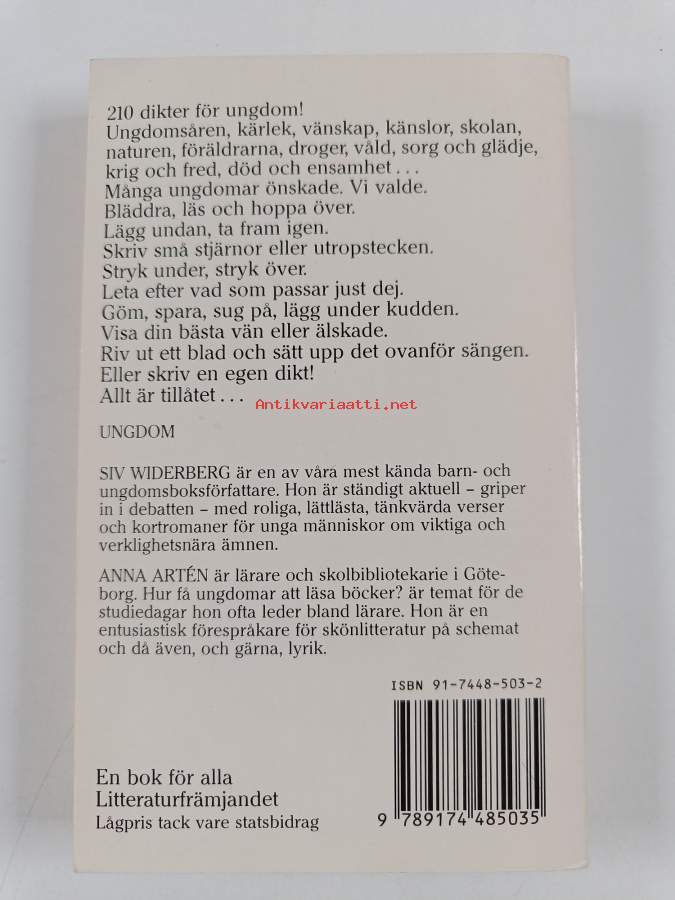 210 dikter för ungdom!
Ungdomsåren, kärlek, vänskap, känslor, skolan,
naturen, föräldrarna, droger, våld, sorg och glädje,
krig och fred, död och ensamhet . . .
Många ungdomar önskade. Vi valde.
Bläddra, läs och hoppa över.
Lägg undan, ta fram igen.
Skriv små stjärnor eller utropstecken.
Stryk under, stryk över.
Leta efter vad som passar just dej.
Göm, spara, sug på, lägg under kudden.
Visa din bästa vän eller älskade.
Riv ut ett blad och sätt upp det ovanför sängen.
Eller skriv en egen dikt!
Allt är tillåtet . . .
Antikvariaatti.net
UNGDOM
SIV WIDERBERG är en av våra mest kända barn- och
ungdomsboksförfattare. Hon är ständigt aktuell – griper
in i debatten – med roliga, lättlästa, tänkvärda verser
och kortromaner för unga människor om viktiga och
verklighetsnära ämnen.
ANNA ARTÉN är lärare och skolbibliotekarie i Göte-
borg. Hur få ungdomar att läsa böcker? är temat för de
studiedagar hon ofta leder bland lärare. Hon är en
entusiastisk förespråkare för skönlitteratur på schemat
och då även, och gärna, lyrik.
ISBN 91-7448-503-2
En bok för alla
Litteraturfrämjandet
Lågpris tack vare statsbidrag
9 789174 485035